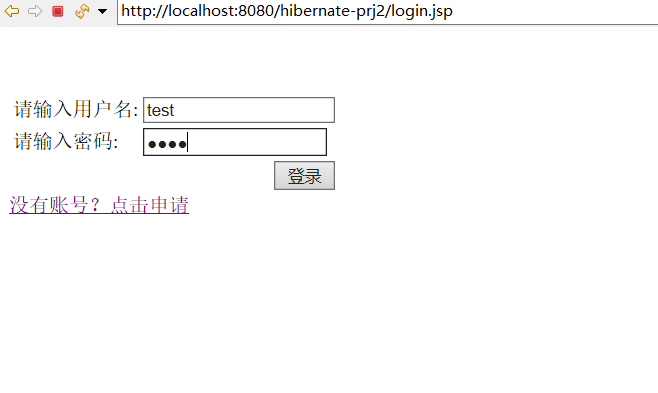 http://localhost:8080/hibernate-prj2/login.jsp
请输入用户名: test
请输入密码: ●●●●
登录
没有账号？点击申请